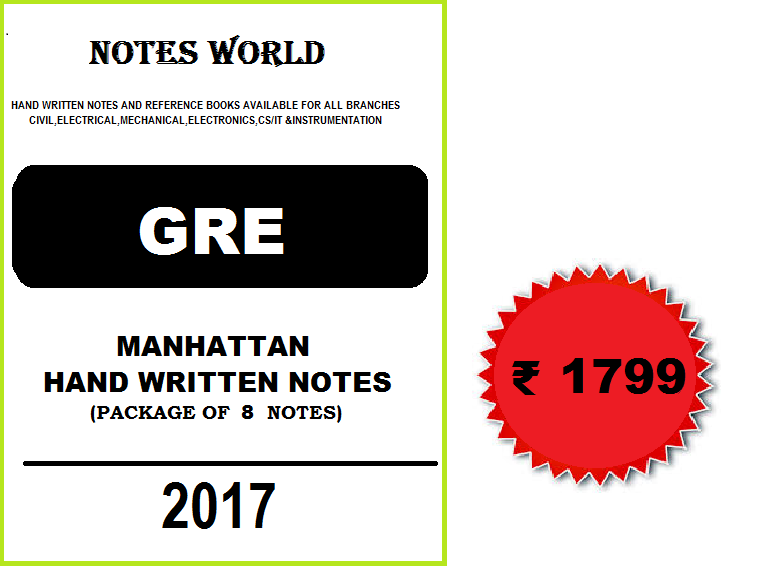 NOTES WORLD
HAND WRITTEN NOTES AND REFERENCE BOOKS AVAILABLE FOR ALL BRANCHES
CIVIL,ELECTRICAL,MECHANICAL,ELECTRONICS,CS/IT &INSTRUMENTATION
GRE
MANHATTAN
HAND WRITTEN NOTES
(PACKAGE OF 8 NOTES)
2017
₹ 1799